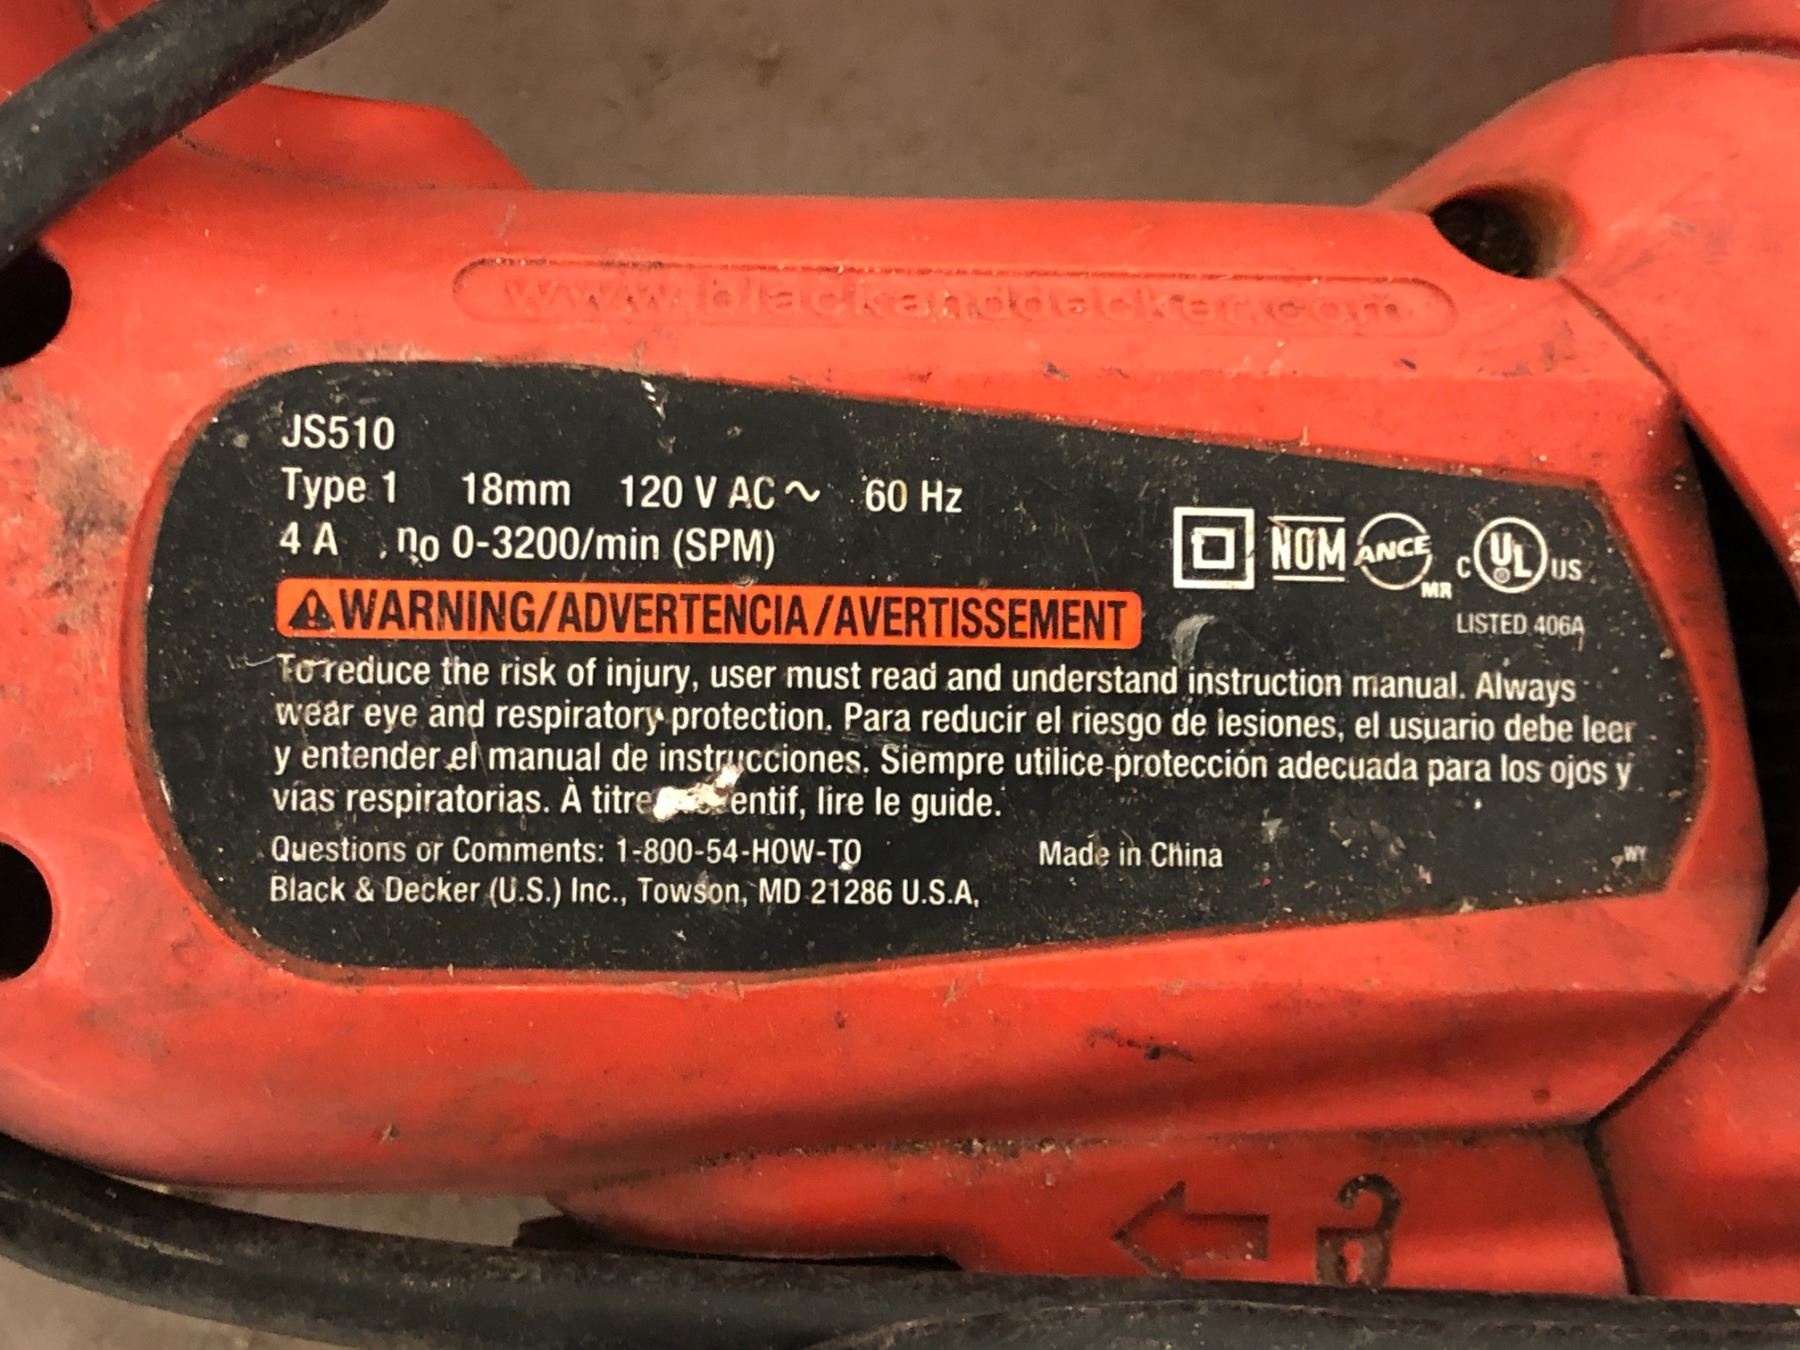 www.blackanddecker.com
JS510
Type 1 18mm 120 V AC ~ 60 Hz
4 A n₀ 0-3200/min (SPM)
NOM ANCE MR C UL US
LISTED 406A
⚠WARNING/ADVERTENCIA/AVERTISSEMENT
To reduce the risk of injury, user must read and understand instruction manual. Always
wear eye and respiratory protection. Para reducir el riesgo de lesiones, el usuario debe leer
y entender el manual de instrucciones. Siempre utilice protección adecuada para los ojos y
vías respiratorias. À titre, lire le guide.
Questions or Comments: 1-800-54-HOW-TO Made in China WY
Black & Decker (U.S.) Inc., Towson, MD 21286 U.S.A.